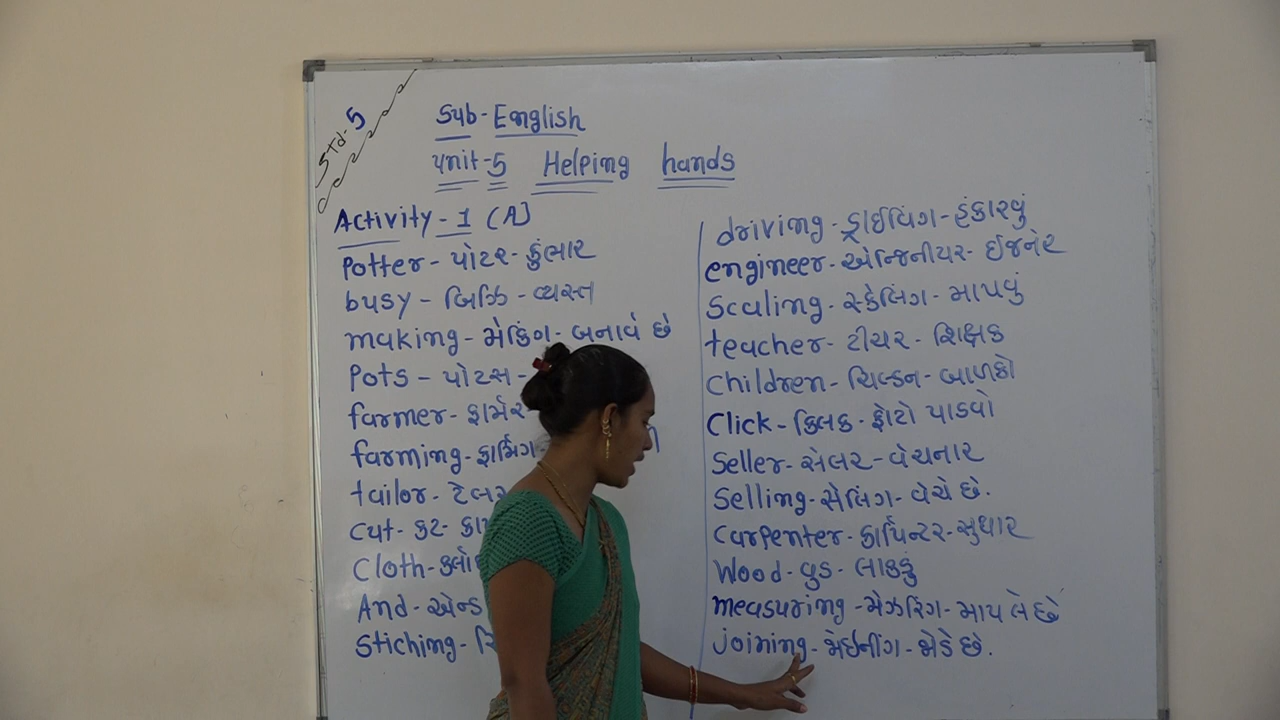 Std-5
Sub-English
Unit-5 Helping hands
Activity-1 (A)
Potter - પોટર - કુંભાર
busy - બિઝિ - વ્યસ્ત
making - મેકિંગ - બનાવે છે
Pots - પોટસ -
farmer - ફાર્મર
farming - ફાર્મિંગ -
tailor - ટેલર
Cut - કટ -
Cloth -
And - એન્ડ
Stiching -
driving - ડ્રાઈવિંગ - હંકારવું
engineer - એન્જિનીયર - ઈજનેર
Scaling - સ્કેલિંગ - માપવું
teacher - ટીચર - શિક્ષક
Children - ચિલ્ડ્રન - બાળકો
Click - ક્લિક - ફોટો પાડવો
Seller - સેલર - વેચનાર
Selling - સેલિંગ - વેચે છે.
Carpenter - કાર્પેન્ટર - સુથાર
Wood - વુડ - લાકડું
measuring - મેઝરિંગ - માપ લે છે
joining - જોઈનીંગ - જોડે છે.